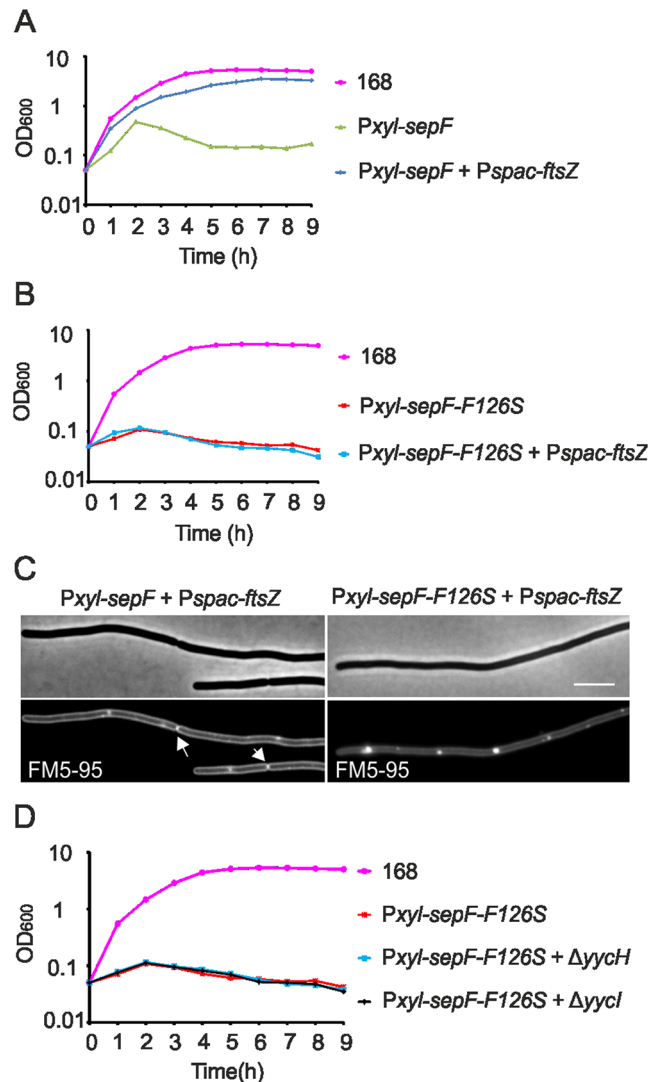 A
10
1
0.1
0.01
OD600
0 1 2 3 4 5 6 7 8 9
Time (h)
168
Pxyl-sepF
Pxyl-sepF + Pspac-ftsZ
B
10
1
0.1
0.01
OD600
0 1 2 3 4 5 6 7 8 9
Time (h)
168
Pxyl-sepF-F126S
Pxyl-sepF-F126S + Pspac-ftsZ
C
Pxyl-sepF + Pspac-ftsZ Pxyl-sepF-F126S + Pspac-ftsZ
FM5-95 FM5-95
D
10
1
0.1
0.01
OD600
0 1 2 3 4 5 6 7 8 9
Time(h)
168
Pxyl-sepF-F126S
Pxyl-sepF-F126S + ΔyycH
Pxyl-sepF-F126S + ΔyycI